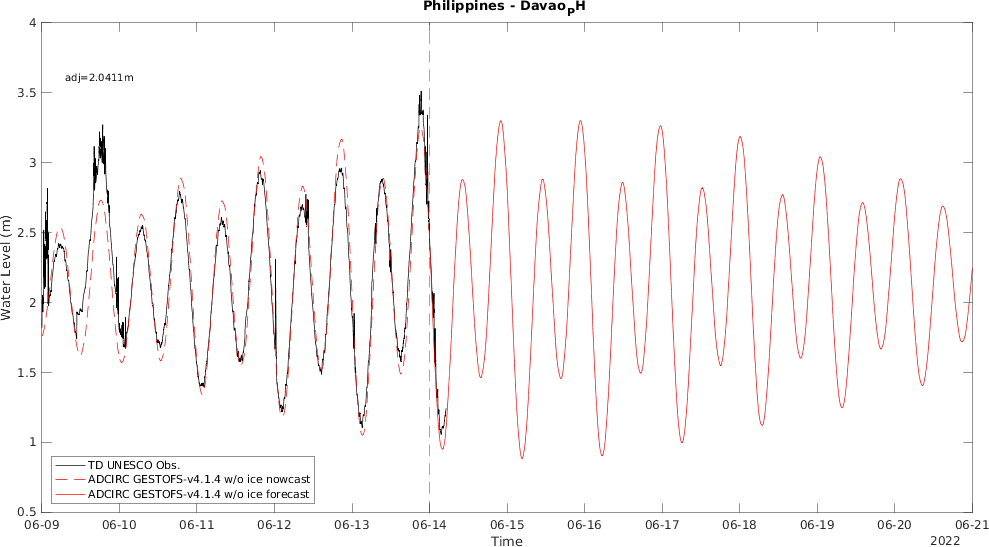 Philippines - Davao_pH
4
adj=2.0411m
3.5
3
2.5
2
1.5
1
0.5
Water Level (m)
TD UNESCO Obs.
ADCIRC GESTOFS-v4.1.4 w/o ice nowcast
ADCIRC GESTOFS-v4.1.4 w/o ice forecast
06-09 06-10 06-11 06-12 06-13 06-14 06-15 06-16 06-17 06-18 06-19 06-20 06-21
Time
2022